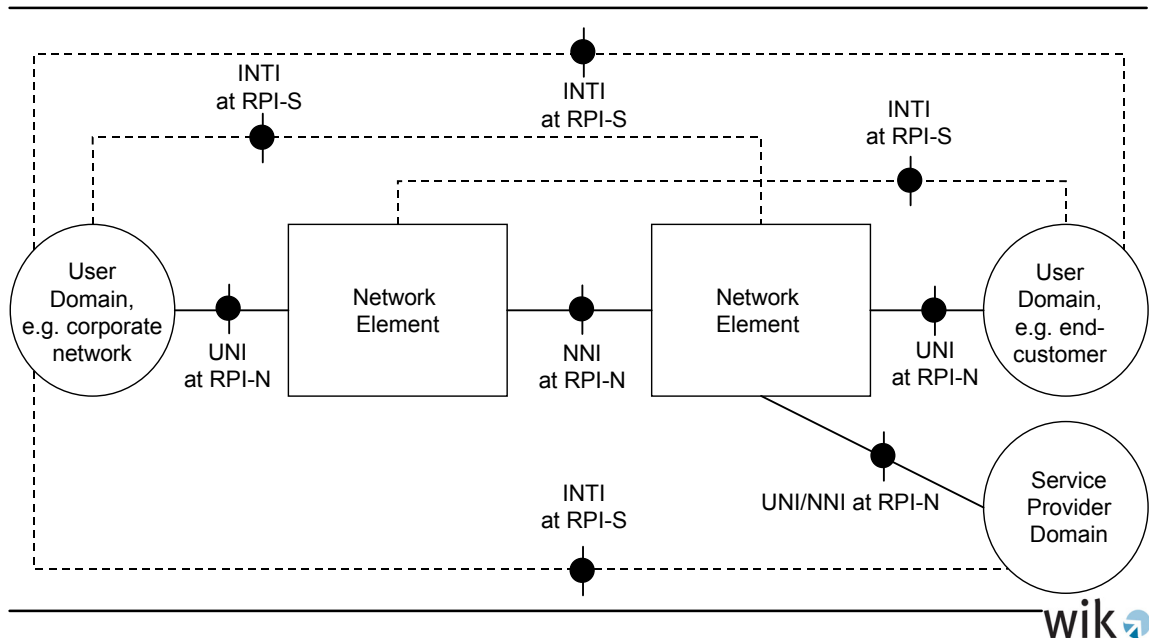 INTI
at RPI-S
INTI
at RPI-S
INTI
at RPI-S
User
Domain,
e.g. corporate
network
UNI
at RPI-N
Network
Element
NNI
at RPI-N
Network
Element
UNI
at RPI-N
User
Domain,
e.g. end-
customer
UNI/NNI at RPI-N
Service
Provider
Domain
INTI
at RPI-S
wik